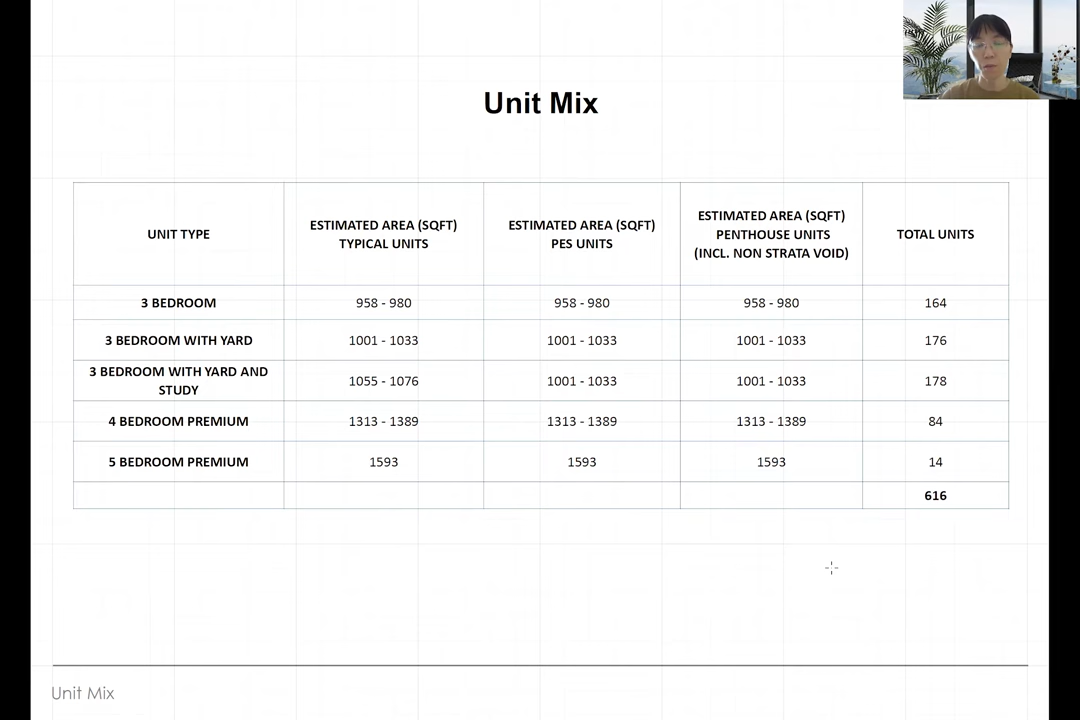 Unit Mix
UNIT TYPE
ESTIMATED AREA (SQFT)
TYPICAL UNITS
ESTIMATED AREA (SQFT)
PES UNITS
ESTIMATED AREA (SQFT)
PENTHOUSE UNITS
(INCL. NON STRATA VOID)
TOTAL UNITS
3 BEDROOM
958 - 980
958 - 980
958 - 980
164
3 BEDROOM WITH YARD
1001 - 1033
1001 - 1033
1001 - 1033
176
3 BEDROOM WITH YARD AND
STUDY
1055 - 1076
1001 - 1033
1001 - 1033
178
4 BEDROOM PREMIUM
1313 - 1389
1313 - 1389
1313 - 1389
84
5 BEDROOM PREMIUM
1593
1593
1593
14
616
Unit Mix